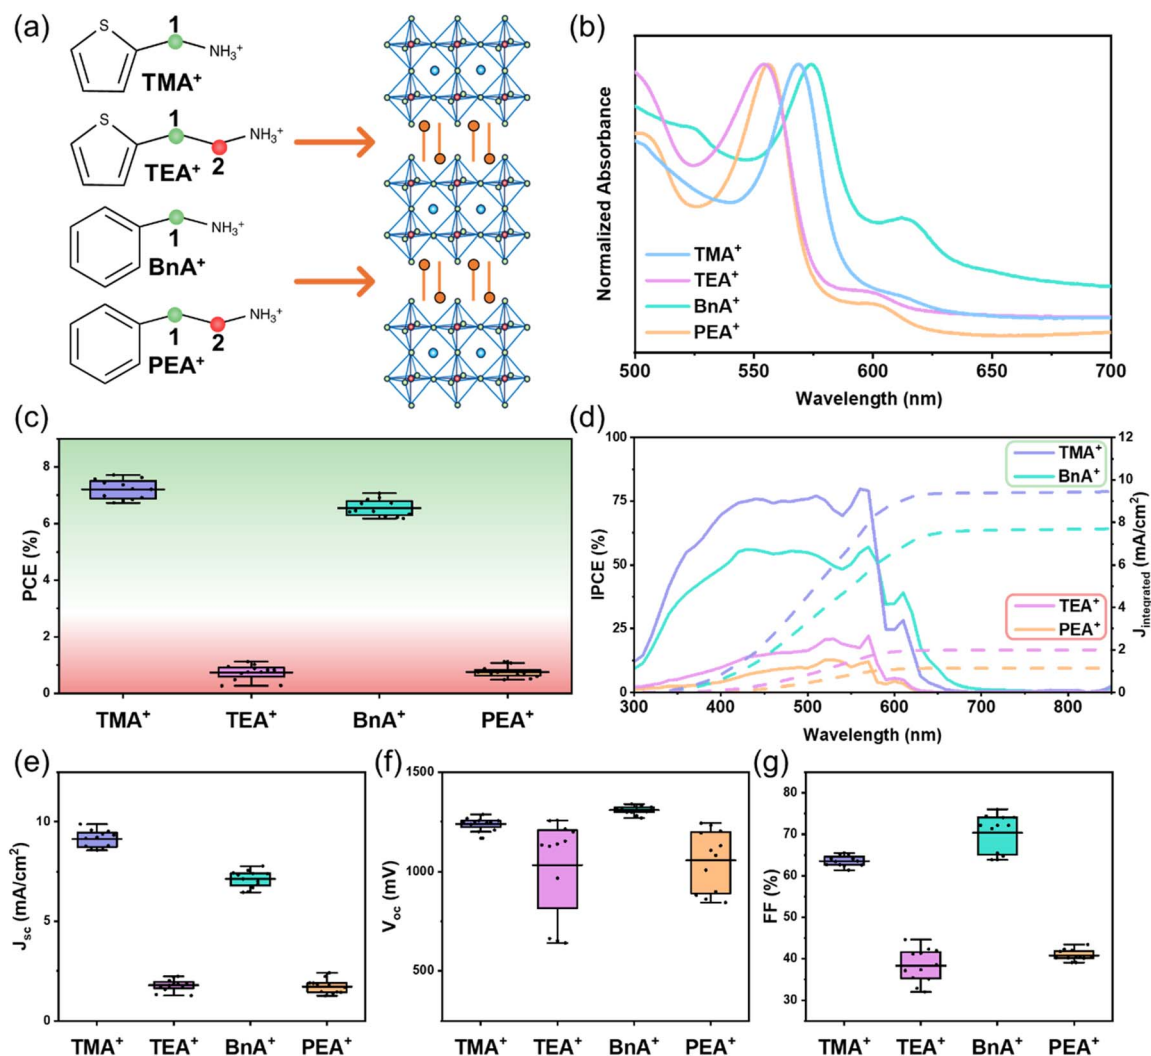 (a)
S
1
NH₃⁺
TMA⁺
S
1
NH₃⁺
2
TEA⁺
NH₃⁺
1
BnA⁺
NH₃⁺
1
2
PEA⁺
(b)
Normalized Absorbance
TMA⁺
TEA⁺
BnA⁺
PEA⁺
500 550 600 650 700
Wavelength (nm)
(c)
PCE (%)
8
6
4
2
0
TMA⁺ TEA⁺ BnA⁺ PEA⁺
(d)
IPCE (%)
100
75
50
25
0
TMA⁺
BnA⁺
TEA⁺
PEA⁺
12
10
8
6
4
2
0
J_integrated (mA/cm²)
300 400 500 600 700 800
Wavelength (nm)
(e)
J_sc (mA/cm²)
10
5
0
TMA⁺ TEA⁺ BnA⁺ PEA⁺
(f)
V_oc (mV)
1500
1000
500
TMA⁺ TEA⁺ BnA⁺ PEA⁺
(g)
FF (%)
80
70
60
50
40
30
TMA⁺ TEA⁺ BnA⁺ PEA⁺